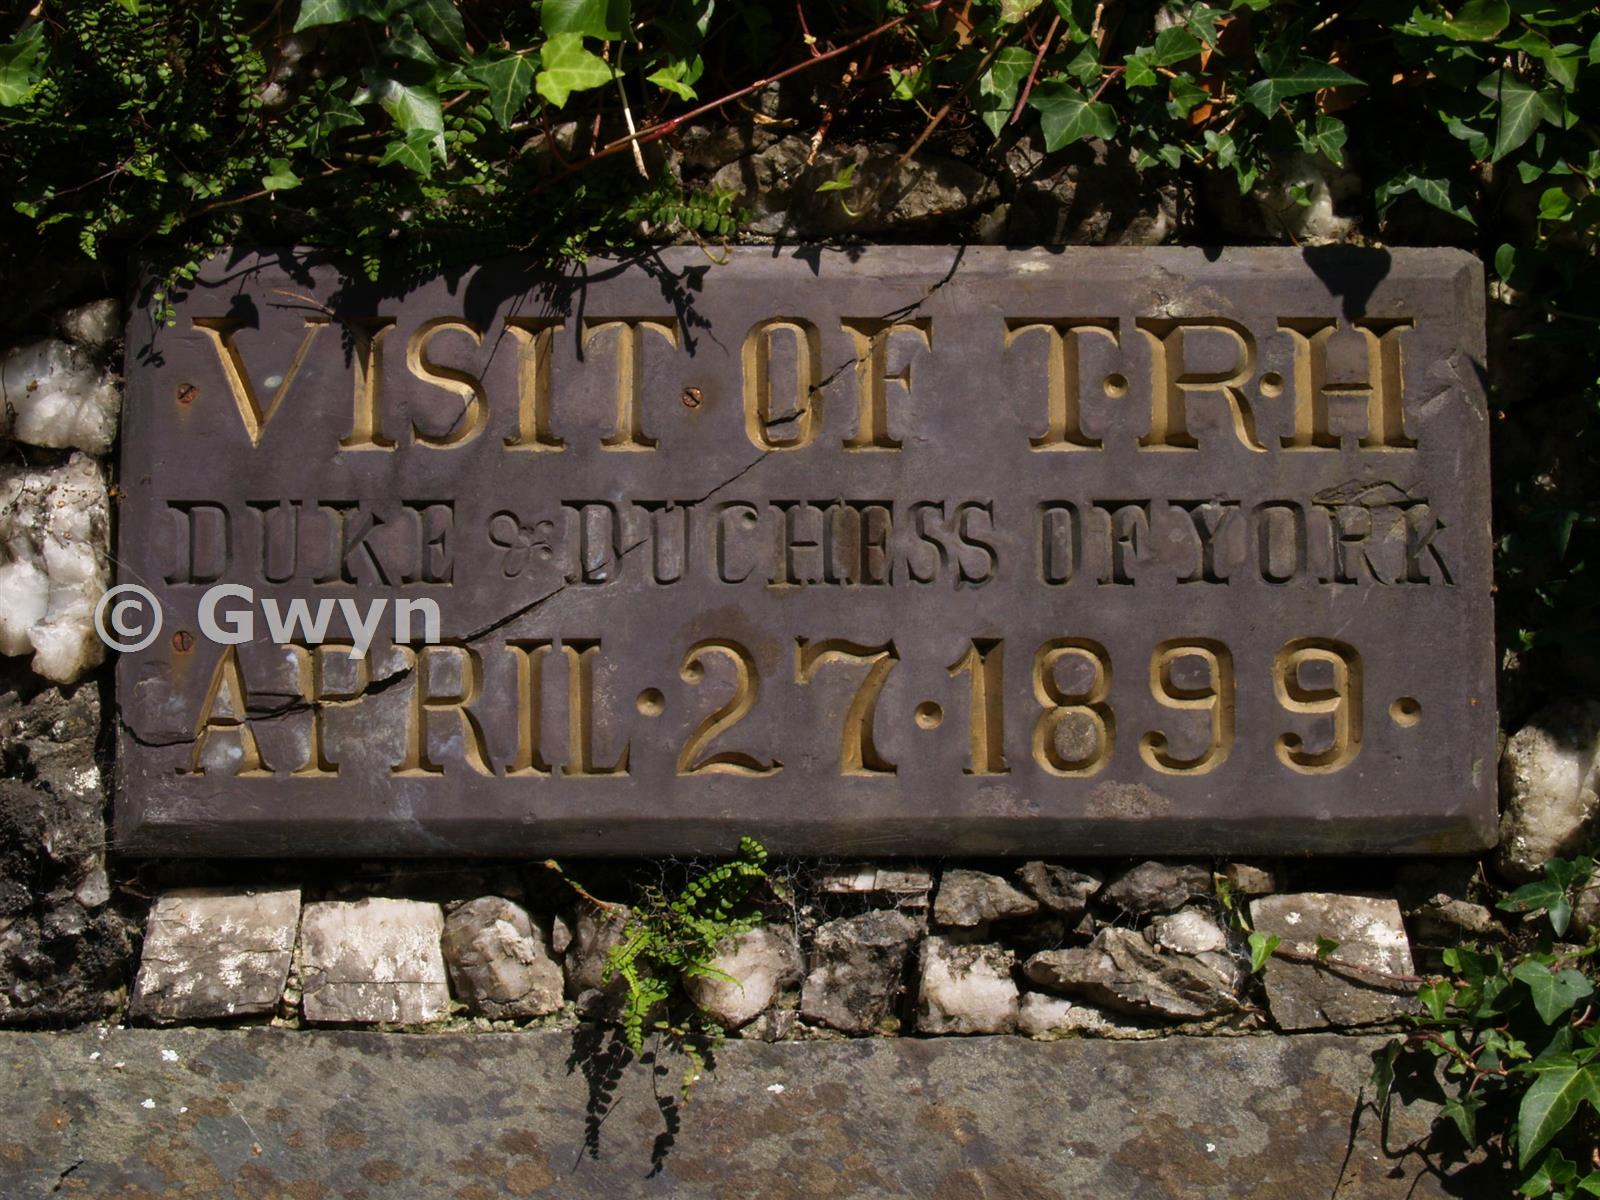 VISIT OF T·R·H
DUKE & DUCHESS OF YORK
© Gwyn
APRIL·27·1899·